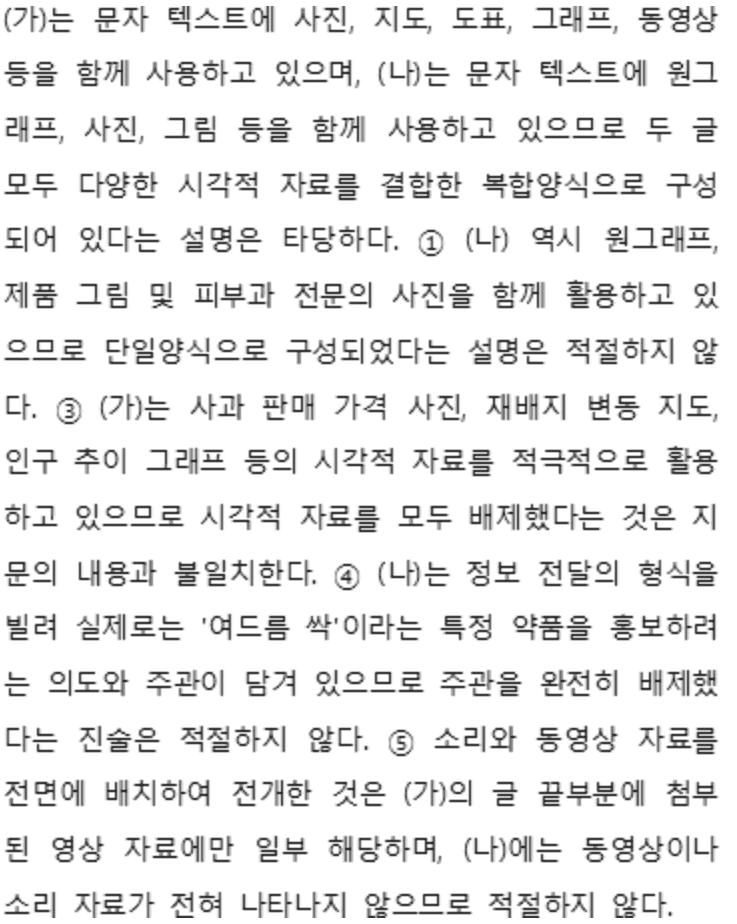 (가)는 문자 텍스트에 사진, 지도, 도표, 그래프, 동영상
등을 함께 사용하고 있으며, (나)는 문자 텍스트에 원그
래프, 사진, 그림 등을 함께 사용하고 있으므로 두 글
모두 다양한 시각적 자료를 결합한 복합양식으로 구성
되어 있다는 설명은 타당하다. ① (나) 역시 원그래프,
제품 그림 및 피부과 전문의 사진을 함께 활용하고 있
으므로 단일양식으로 구성되었다는 설명은 적절하지 않
다. ③ (가)는 사과 판매 가격 사진, 재배지 변동 지도,
인구 추이 그래프 등의 시각적 자료를 적극적으로 활용
하고 있으므로 시각적 자료를 모두 배제했다는 것은 지
문의 내용과 불일치한다. ④ (나)는 정보 전달의 형식을
빌려 실제로는 '여드름 싹'이라는 특정 약품을 홍보하려
는 의도와 주관이 담겨 있으므로 주관을 완전히 배제했
다는 진술은 적절하지 않다. ⑤ 소리와 동영상 자료를
전면에 배치하여 전개한 것은 (가)의 글 끝부분에 첨부
된 영상 자료에만 일부 해당하며, (나)에는 동영상이나
소리 자료가 전혀 나타나지 않으므로 적절하지 않다.